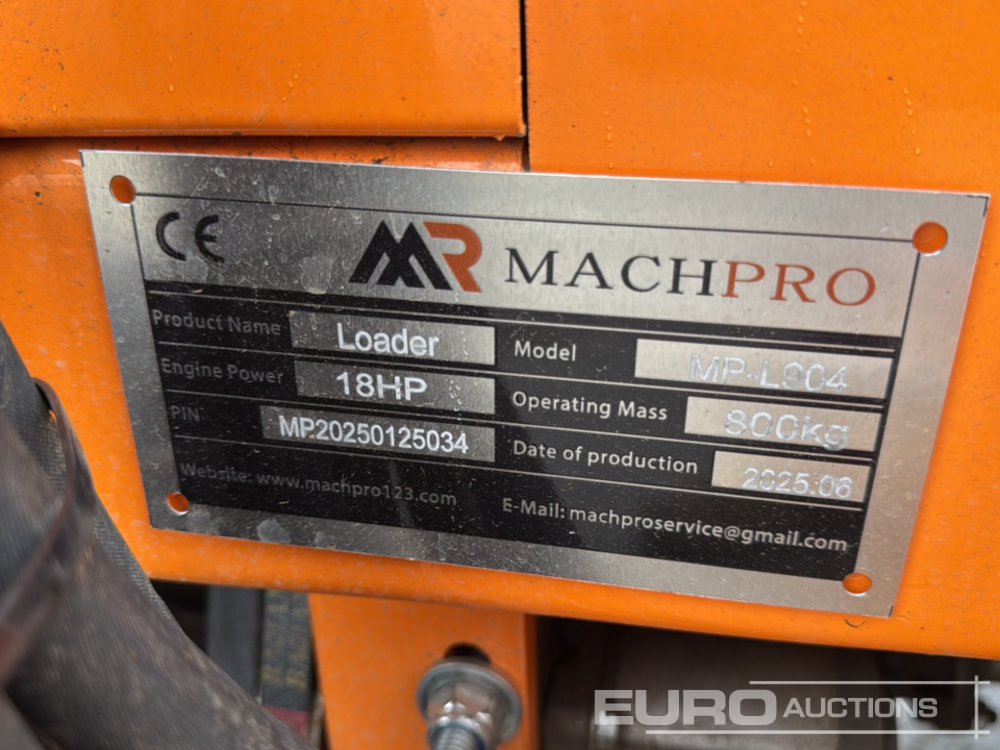 CE MR MACHPRO
Product Name Loader Model MP-L904
Engine Power 18HP Operating Mass 800kg
PIN MP20250125034 Date of production 2025.06
Website: www.machpro123.com E-Mail: machproservice@gmail.com
EURO AUCTIONS